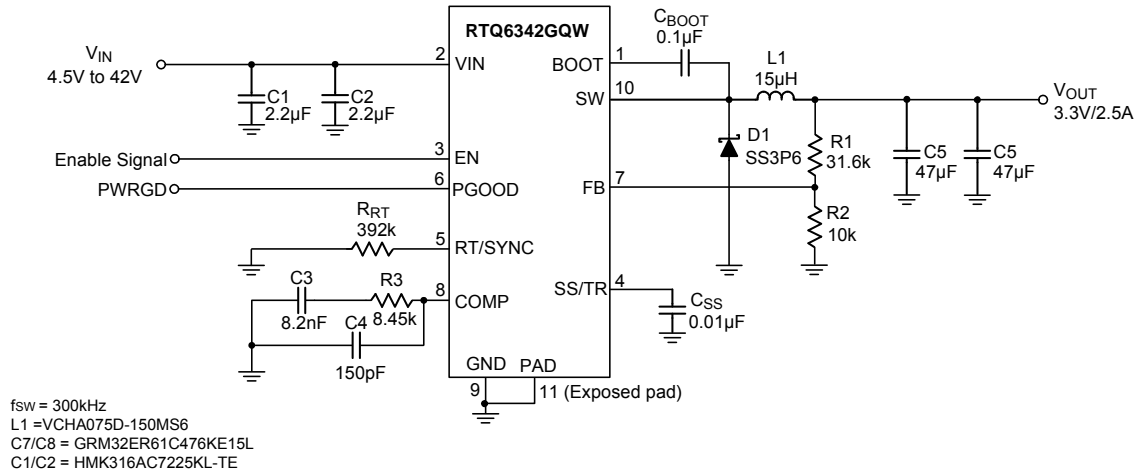 RTQ6342GQW
CBOOT
0.1µF
VIN
4.5V to 42V
2
VIN
BOOT
1
L1
15µH
C1
2.2µF
C2
2.2µF
SW
10
VOUT
3.3V/2.5A
D1
SS3P6
R1
31.6k
C5
47µF
C5
47µF
Enable Signal
3
EN
PWRGD
6
PGOOD
FB
7
R2
10k
RRT
392k
5
RT/SYNC
C3
8.2nF
R3
8.45k
8
COMP
C4
150pF
SS/TR
4
CSS
0.01µF
GND
PAD
9
11 (Exposed pad)
fSW = 300kHz
L1 =VCHA075D-150MS6
C7/C8 = GRM32ER61C476KE15L
C1/C2 = HMK316AC7225KL-TE